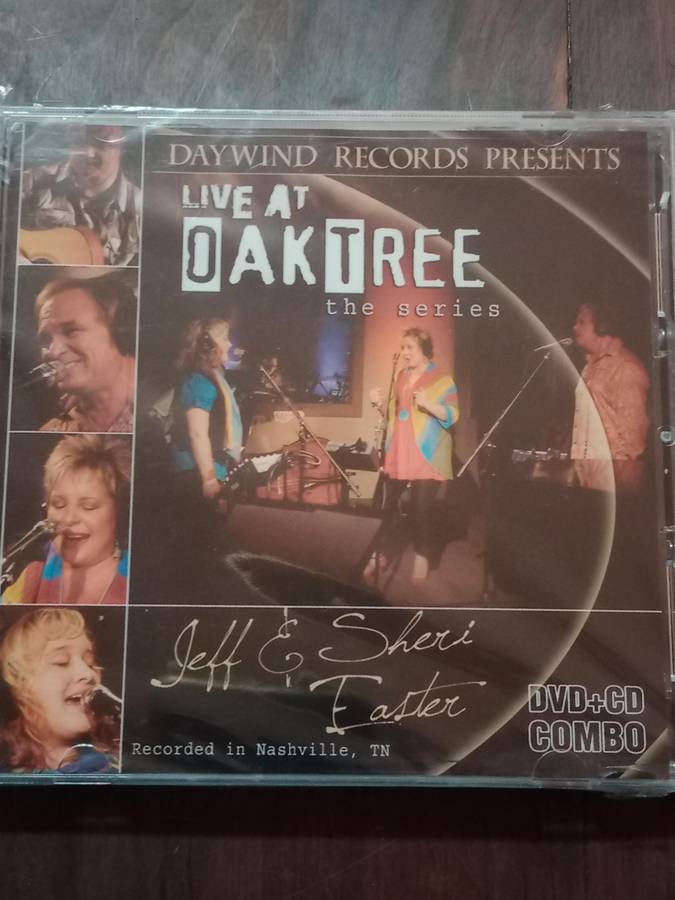 DAYWIND RECORDS PRESENTS
LIVE AT
OAKTREE
the series
Jeff & Sheri
Easter
DVD+CD
COMBO
Recorded in Nashville, TN